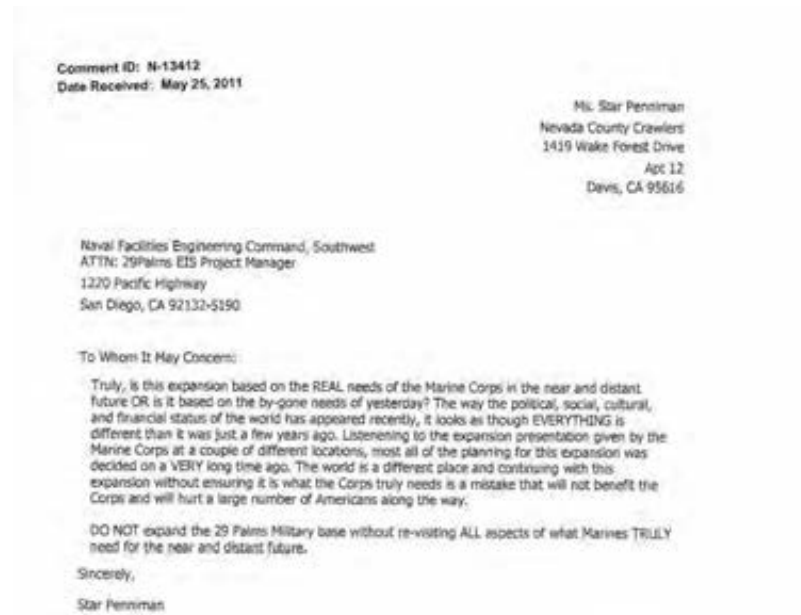 Comment ID: N-13412
Date Received: May 25, 2011
Ms. Star Penniman
Nevada County Crawlers
1419 Wake Forest Drive
Apt 12
Davis, CA 95616
Naval Facilities Engineering Command, Southwest
ATTN: 29Palms EIS Project Manager
1220 Pacific Highway
San Diego, CA 92132-5190
To Whom It May Concern:
Truly, is this expansion based on the REAL needs of the Marine Corps in the near and distant
future OR is it based on the by-gone needs of yesterday? The way the political, social, cultural,
and financial status of the world has appeared recently, it looks as though EVERYTHING is
different than it was just a few years ago. Listenening to the expansion presentation given by the
Marine Corps at a couple of different locations, most all of the planning for this expansion was
decided on a VERY long time ago. The world is a different place and continuing with this
expansion without ensuring it is what the Corps truly needs is a mistake that will not benefit the
Corps and will hurt a large number of Americans along the way.
DO NOT expand the 29 Palms Military base without re-visiting ALL aspects of what Marines TRULY
need for the near and distant future.
Sincerely,
Star Penniman